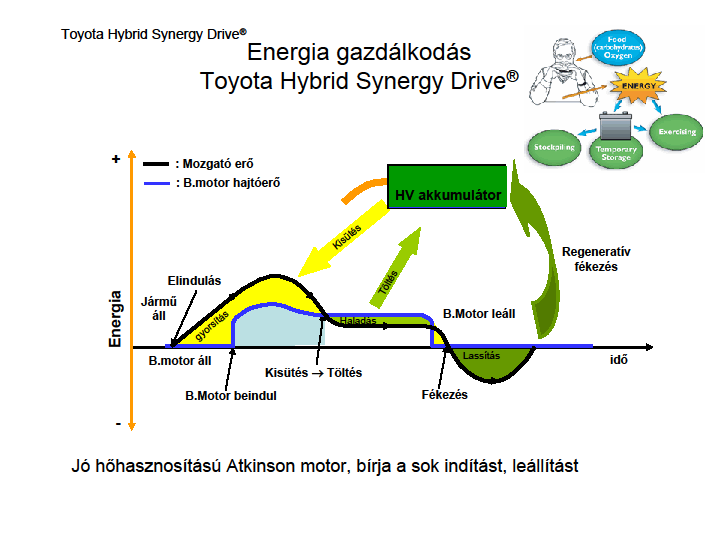 Toyota Hybrid Synergy Drive®
Energia gazdálkodás
Toyota Hybrid Synergy Drive®
Food
(carbohydrates)
Oxygen
ENERGY
Stockpiling
Temporary
Storage
Exercising
+
: Mozgató erő
: B.motor hajtóerő
HV akkumulátor
Kisütés
Töltés
Regeneratív
fékezés
Elindulás
Jármű
áll
Energia
gyorsítás
Haladás
B.Motor leáll
Lassítás
B.motor áll
idő
Kisütés → Töltés
B.Motor beindul
Fékezés
-
Jó hőhasznosítású Atkinson motor, bírja a sok indítást, leállítást